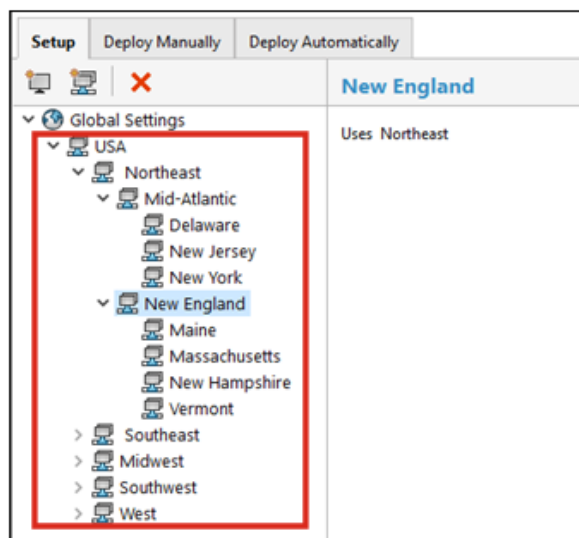 Setup Deploy Manually Deploy Automatically
New England
Uses Northeast
Global Settings
USA
Northeast
Mid-Atlantic
Delaware
New Jersey
New York
New England
Maine
Massachusetts
New Hampshire
Vermont
Southeast
Midwest
Southwest
West